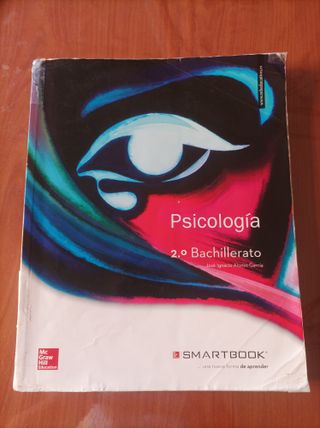 Psicología
2.º Bachillerato
José Ignacio Alonso García
Mc
Graw
Hill
Education
SMARTBOOK
... una nueva forma de aprender